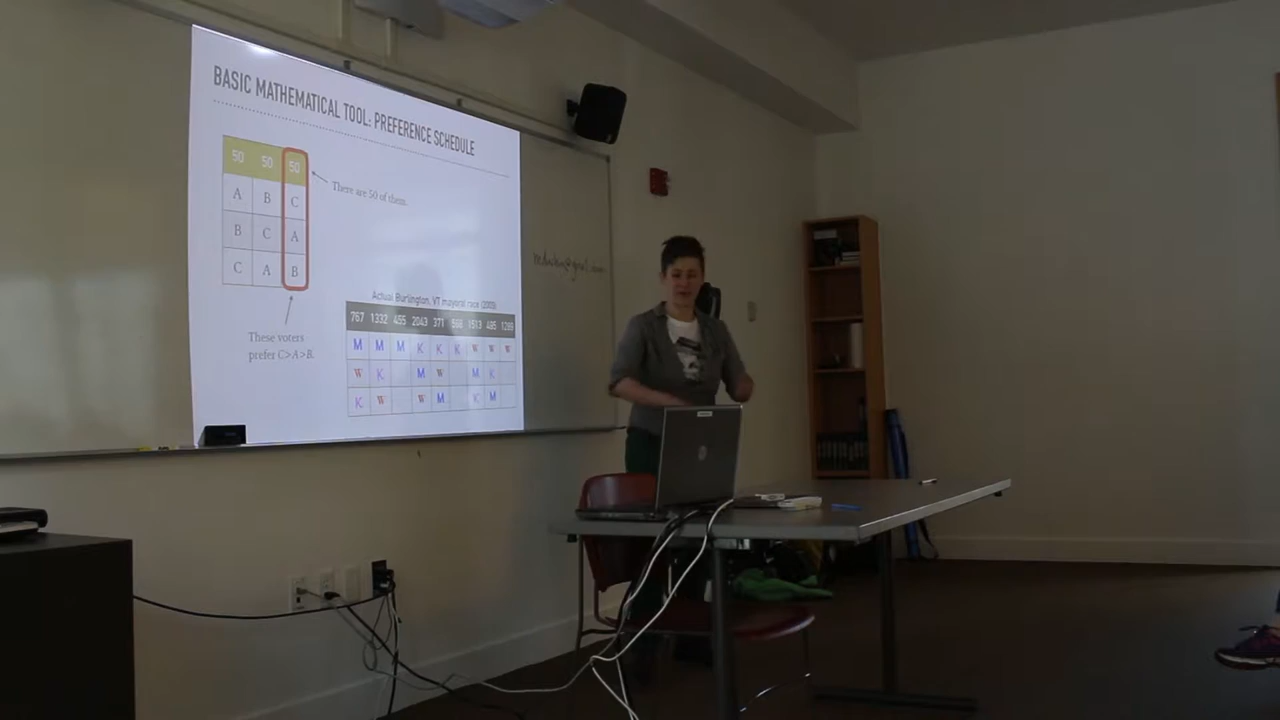 BASIC MATHEMATICAL TOOL: PREFERENCE SCHEDULE
50 50 50
A B C
B C A
C A B
There are 50 of them.
These voters
prefer C>A>B.
Actual Burlington, VT mayoral race (2009)
767 1332 455 2043 371 568 1513 485 1289
M M M K K K W W W
W K M W M K
K W W M K M